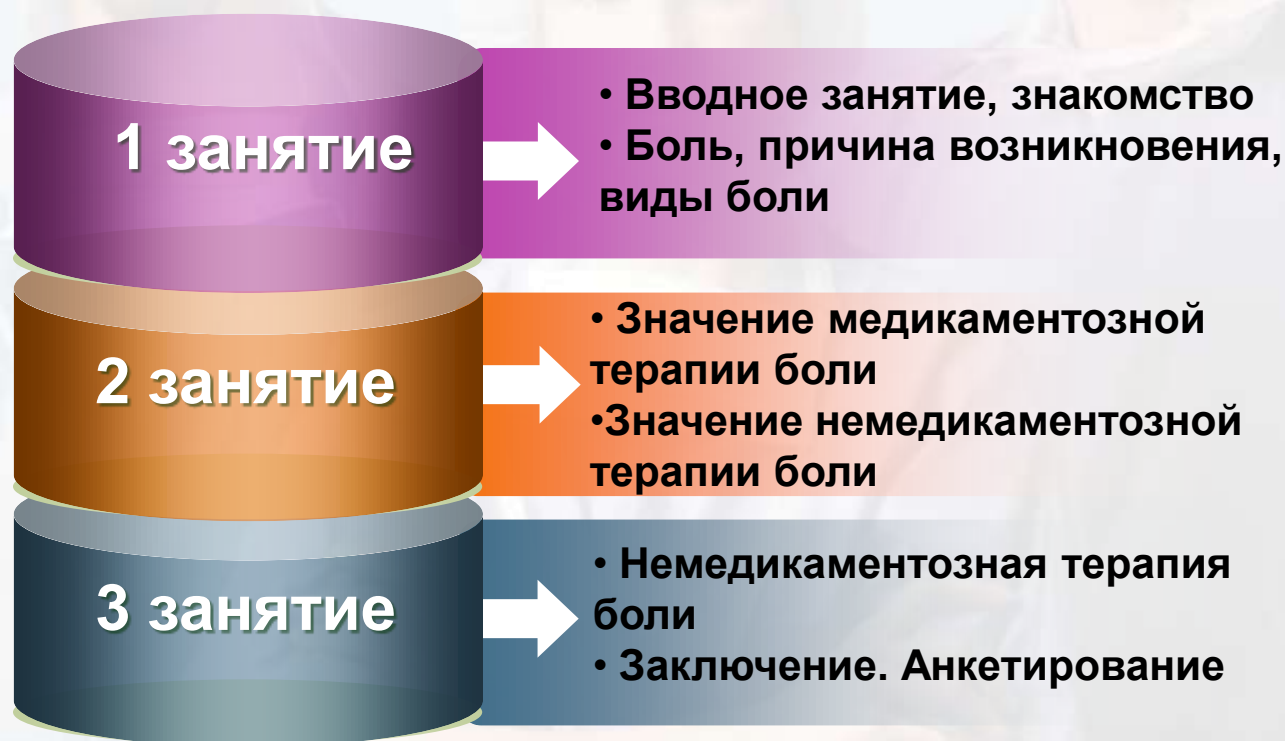 1 занятие
• Вводное занятие, знакомство
• Боль, причина возникновения,
виды боли
2 занятие
• Значение медикаментозной
терапии боли
•Значение немедикаментозной
терапии боли
3 занятие
• Немедикаментозная терапия
боли
• Заключение. Анкетирование